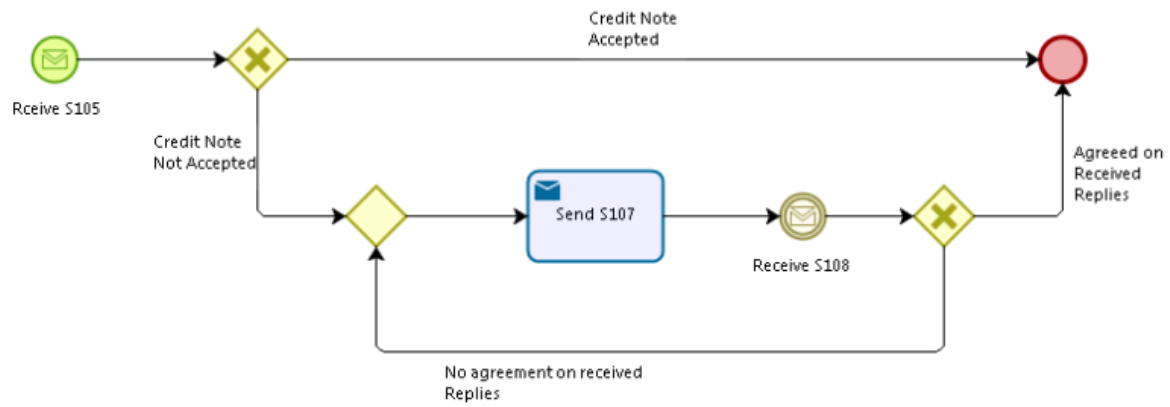 Credit Note
Accepted
Rceive S105
Credit Note
Not Accepted
Agreeed on
Received
Replies
Send S107
Receive S108
No agreement on received
Replies